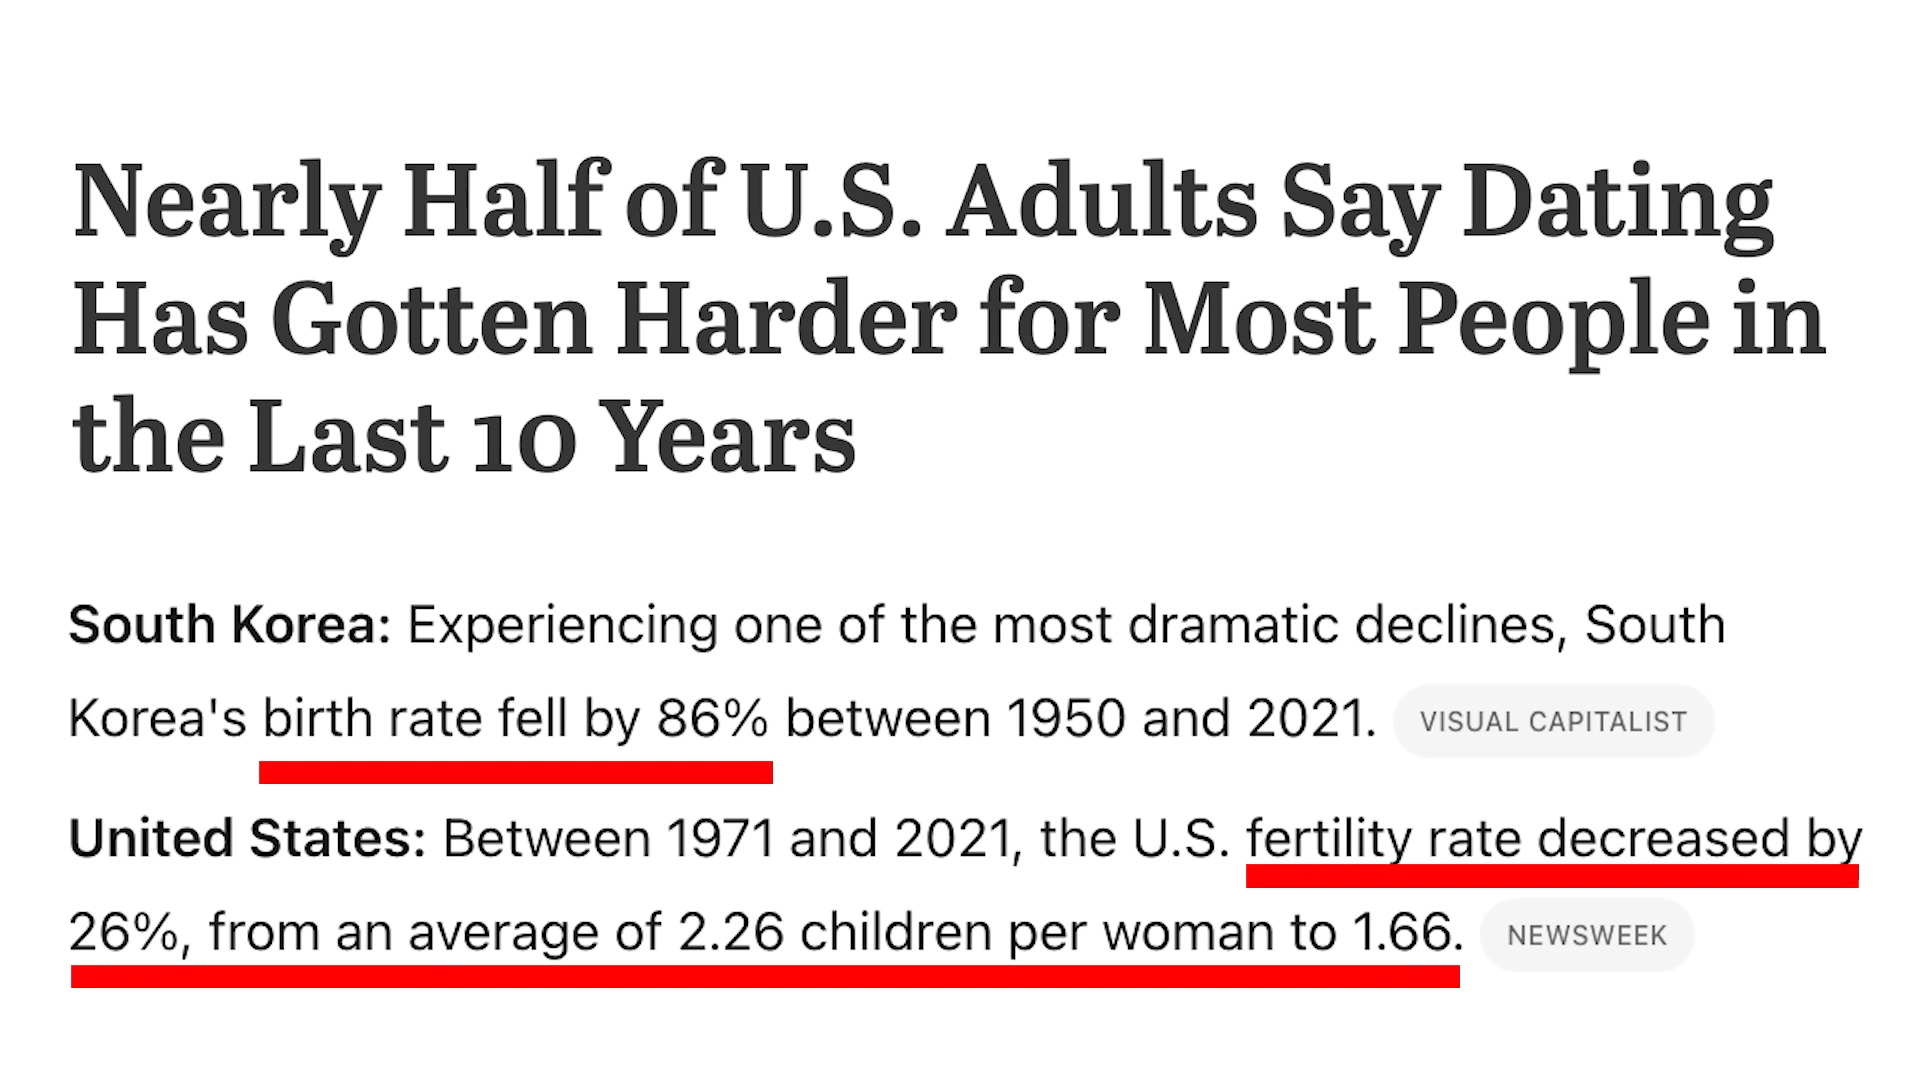 Nearly Half of U.S. Adults Say Dating
Has Gotten Harder for Most People in
the Last 10 Years
South Korea: Experiencing one of the most dramatic declines, South
Korea's birth rate fell by 86% between 1950 and 2021. VISUAL CAPITALIST
United States: Between 1971 and 2021, the U.S. fertility rate decreased by
26%, from an average of 2.26 children per woman to 1.66. NEWSWEEK